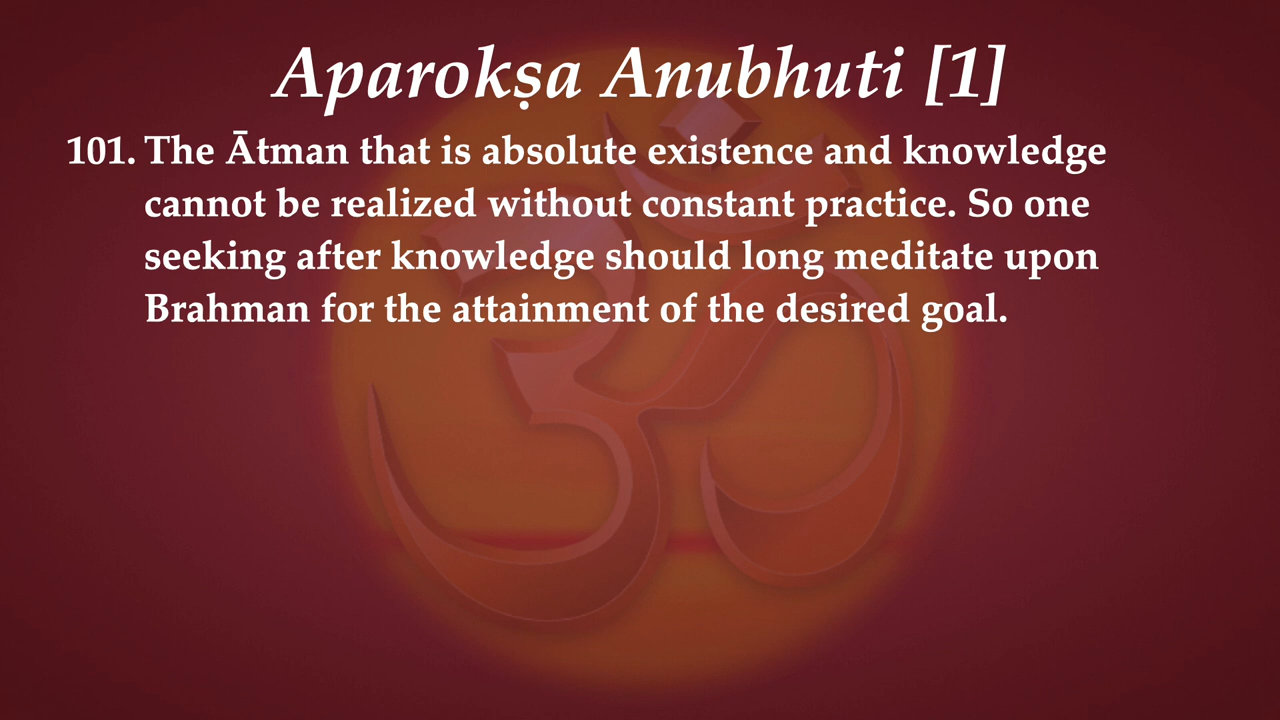 Aparokṣa Anubhuti [1]
101. The Ātman that is absolute existence and knowledge
cannot be realized without constant practice. So one
seeking after knowledge should long meditate upon
Brahman for the attainment of the desired goal.